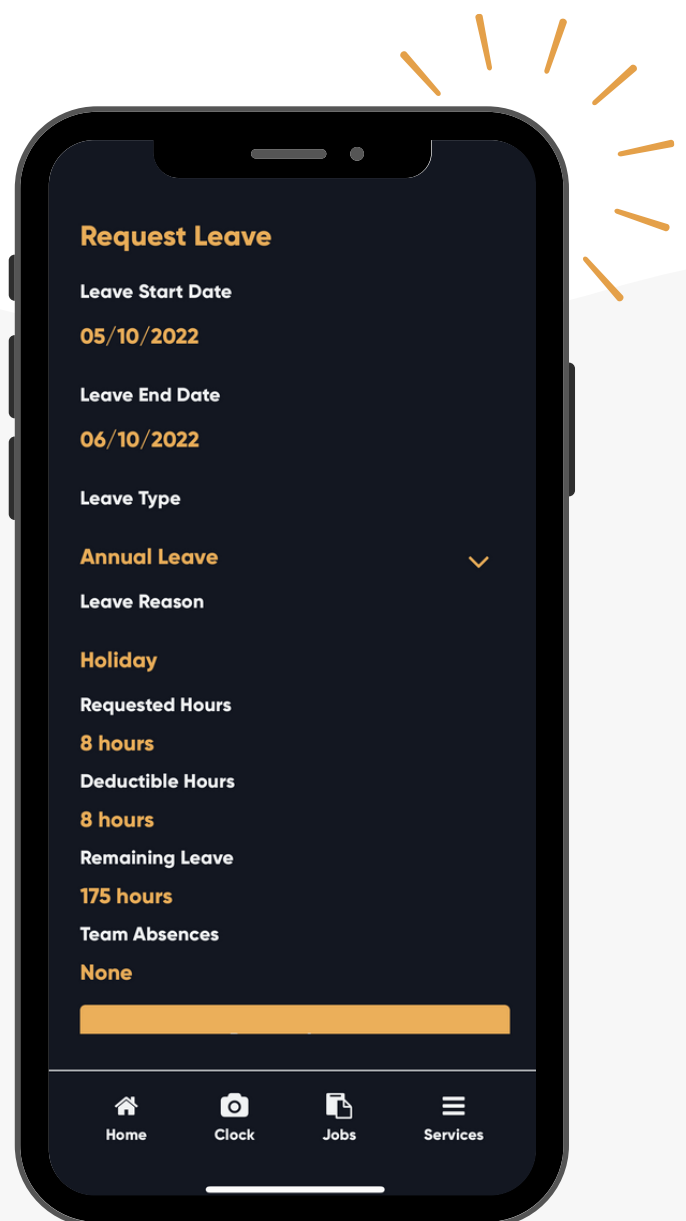 Request Leave
Leave Start Date
05/10/2022
Leave End Date
06/10/2022
Leave Type
Annual Leave
Leave Reason
Holiday
Requested Hours
8 hours
Deductible Hours
8 hours
Remaining Leave
175 hours
Team Absences
None
Home Clock Jobs Services